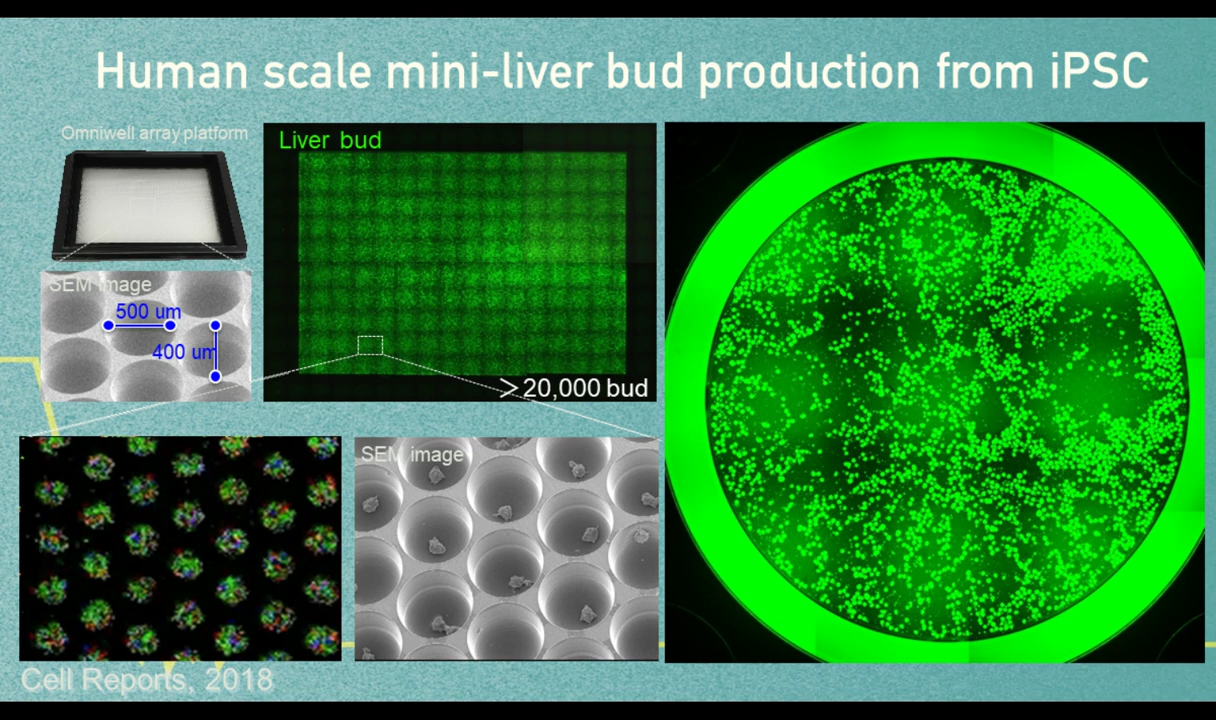 Human scale mini-liver bud production from iPSC
Omniwell array platform
Liver bud
SEM image
500 um
400 um
>20,000 bud
SEM image
Cell Reports, 2018